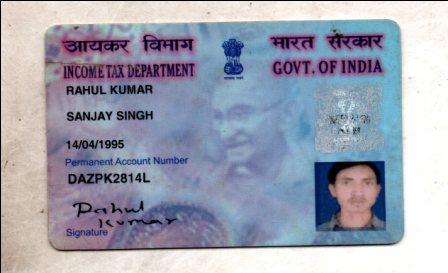 आयकर विभाग भारत सरकार
INCOME TAX DEPARTMENT GOVT. OF INDIA
RAHUL KUMAR
SANJAY SINGH
14/04/1995
Permanent Account Number
DAZPK2814L
Rahul
Kumar
Signature